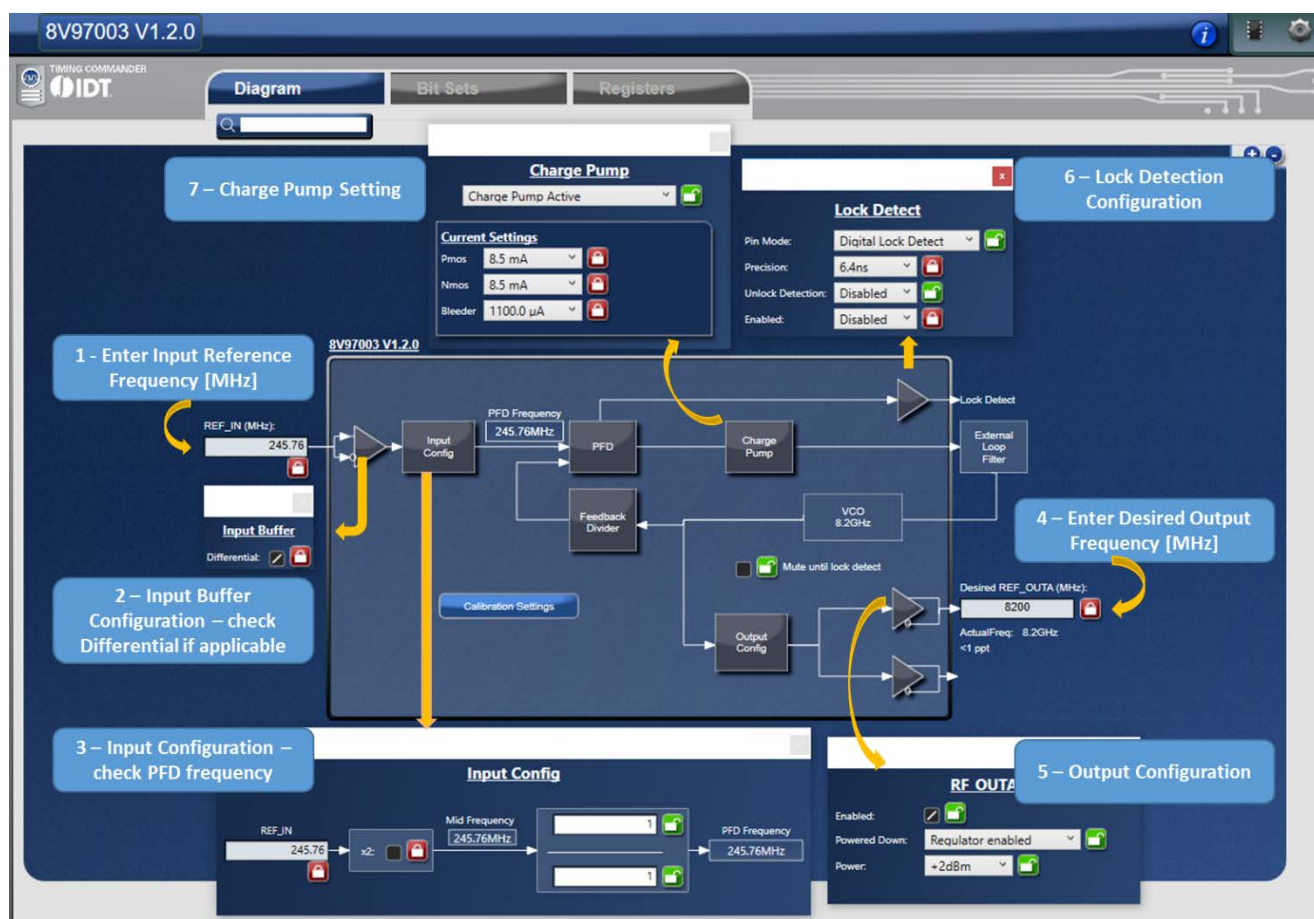 8V97003 V1.2.0
TIMING COMMANDER
IDT
Diagram
Bit Sets
Registers
7 – Charge Pump Setting
Charge Pump
Charge Pump Active
Current Settings
Pmos 8.5 mA
Nmos 8.5 mA
Bleeder 1100.0 µA
x
Lock Detect
Pin Mode: Digital Lock Detect
Precision: 6.4ns
Unlock Detection: Disabled
Enabled: Disabled
6 – Lock Detection
Configuration
1 - Enter Input Reference
Frequency [MHz]
8V97003 V1.2.0
REF_IN (MHz):
245.76
Input
Config
PFD Frequency
245.76MHz
PFD
Charge
Pump
Lock Detect
External
Loop
Filter
Input Buffer
Differential:
Feedback
Divider
VCO
8.2GHz
4 – Enter Desired Output
Frequency [MHz]
Mute until lock detect
2 – Input Buffer
Configuration – check
Differential if applicable
Calibration Settings
Output
Config
Desired REF_OUTA (MHz):
8200
ActualFreq: 8.2GHz
<1 ppt
3 – Input Configuration –
check PFD frequency
Input Config
REF_IN
245.76
x2:
Mid Frequency
245.76MHz
1
1
PFD Frequency
245.76MHz
5 – Output Configuration
RF OUTA
Enabled:
Powered Down: Regulator enabled
Power: +2dBm